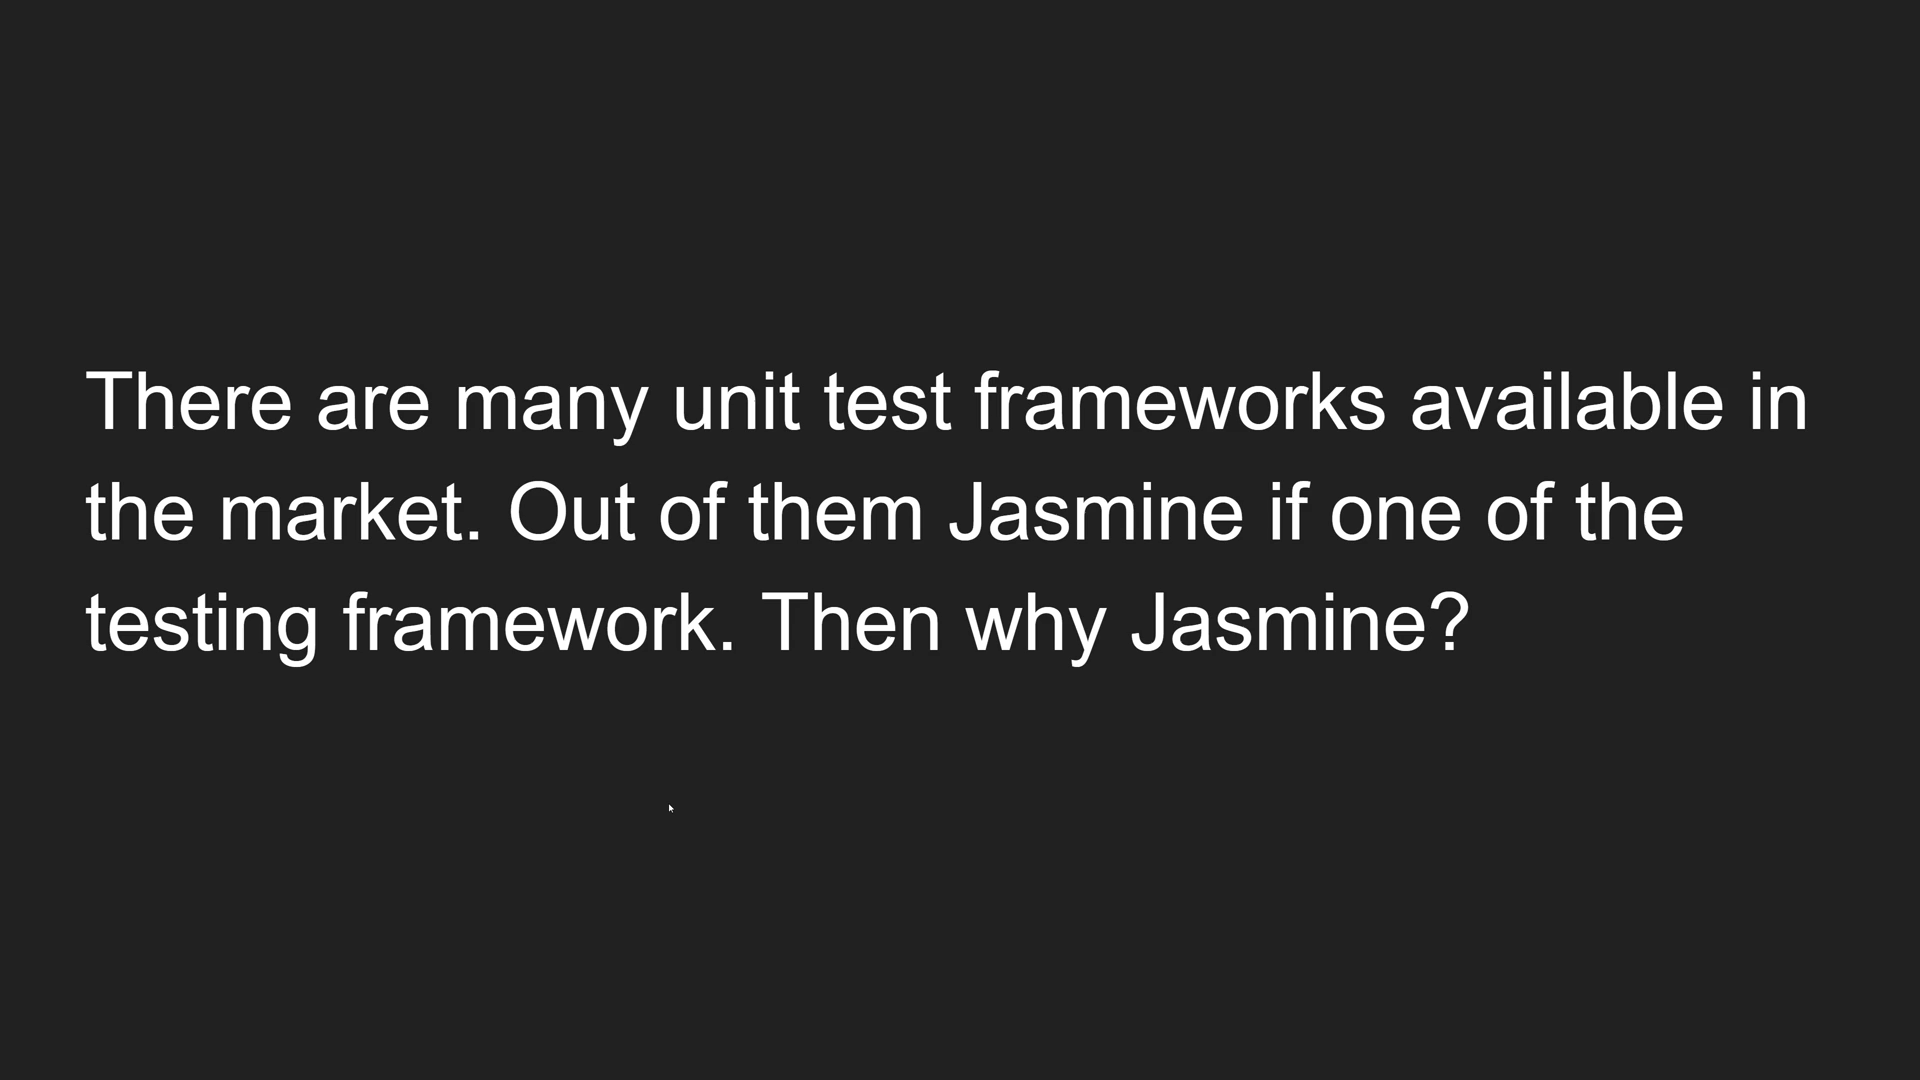 There are many unit test frameworks available in
the market. Out of them Jasmine if one of the
testing framework. Then why Jasmine?